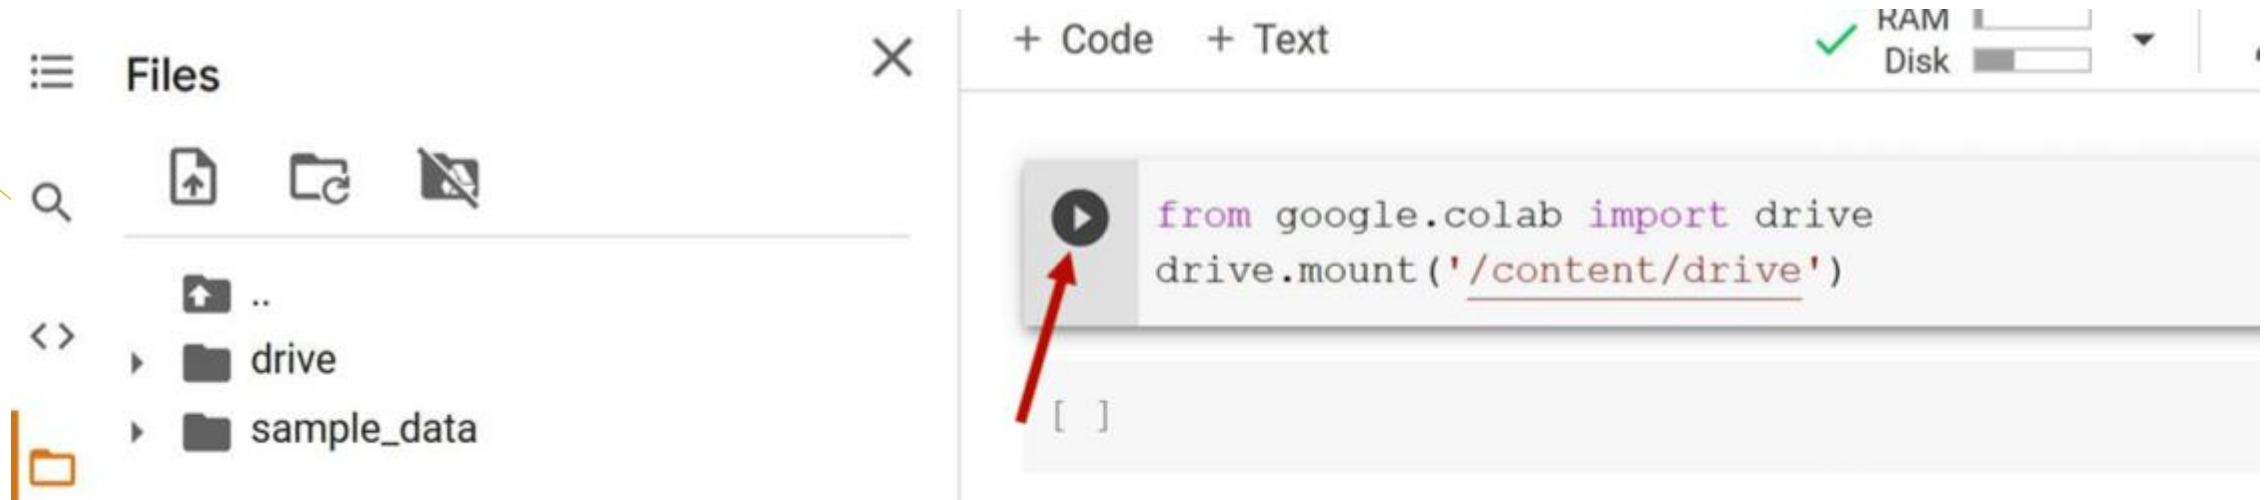 Files
..
drive
sample_data
+ Code + Text
RAM
Disk
from google.colab import drive
drive.mount('/content/drive')
[ ]